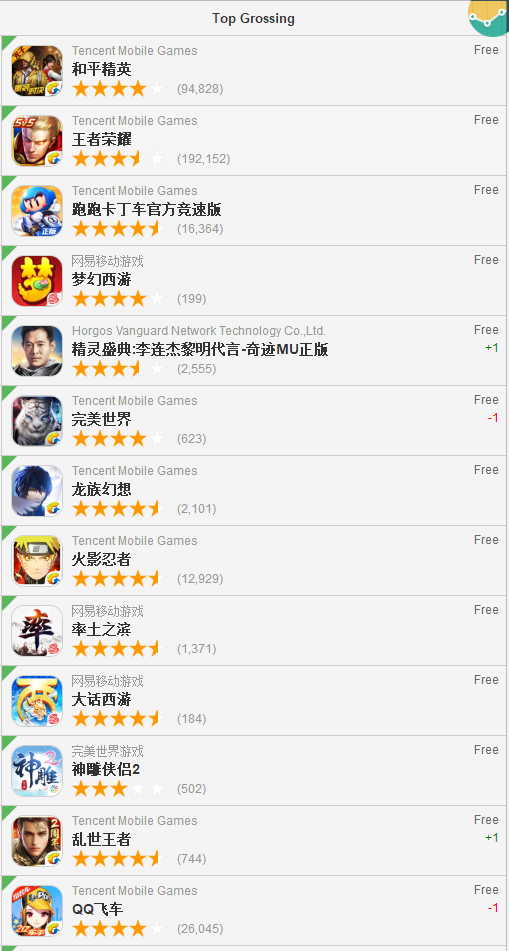 Top Grossing
Tencent Mobile Games
Free
和平精英
(94,828)
5v5
Tencent Mobile Games
Free
王者荣耀
(192,152)
正版
Tencent Mobile Games
Free
跑跑卡丁车官方竞速版
(16,364)
网易移动游戏
Free
梦幻西游
(199)
Horgos Vanguard Network Technology Co.,Ltd.
Free
精灵盛典:李连杰黎明代言-奇迹MU正版
+1
(2,555)
Tencent Mobile Games
Free
完美世界
-1
(623)
Tencent Mobile Games
Free
龙族幻想
(2,101)
Tencent Mobile Games
Free
火影忍者
(12,929)
率
网易移动游戏
Free
率土之滨
(1,371)
网易移动游戏
Free
大话西游
(184)
神雕2
完美世界游戏
Free
神雕侠侣2
(502)
Tencent Mobile Games
Free
乱世王者
+1
(744)
Tencent Mobile Games
Free
QQ飞车
-1
(26,045)